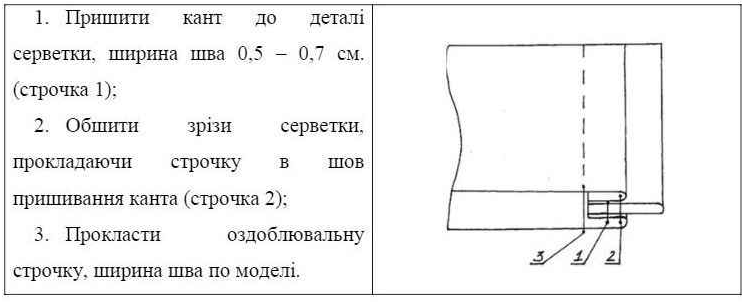 1. Пришити кант до деталі
серветки, ширина шва 0,5 – 0,7 см.
(строчка 1);
2. Обшити зрізи серветки,
прокладаючи строчку в шов
пришивання канта (строчка 2);
3. Прокласти оздоблювальну
строчку, ширина шва по моделі.
3 1 2